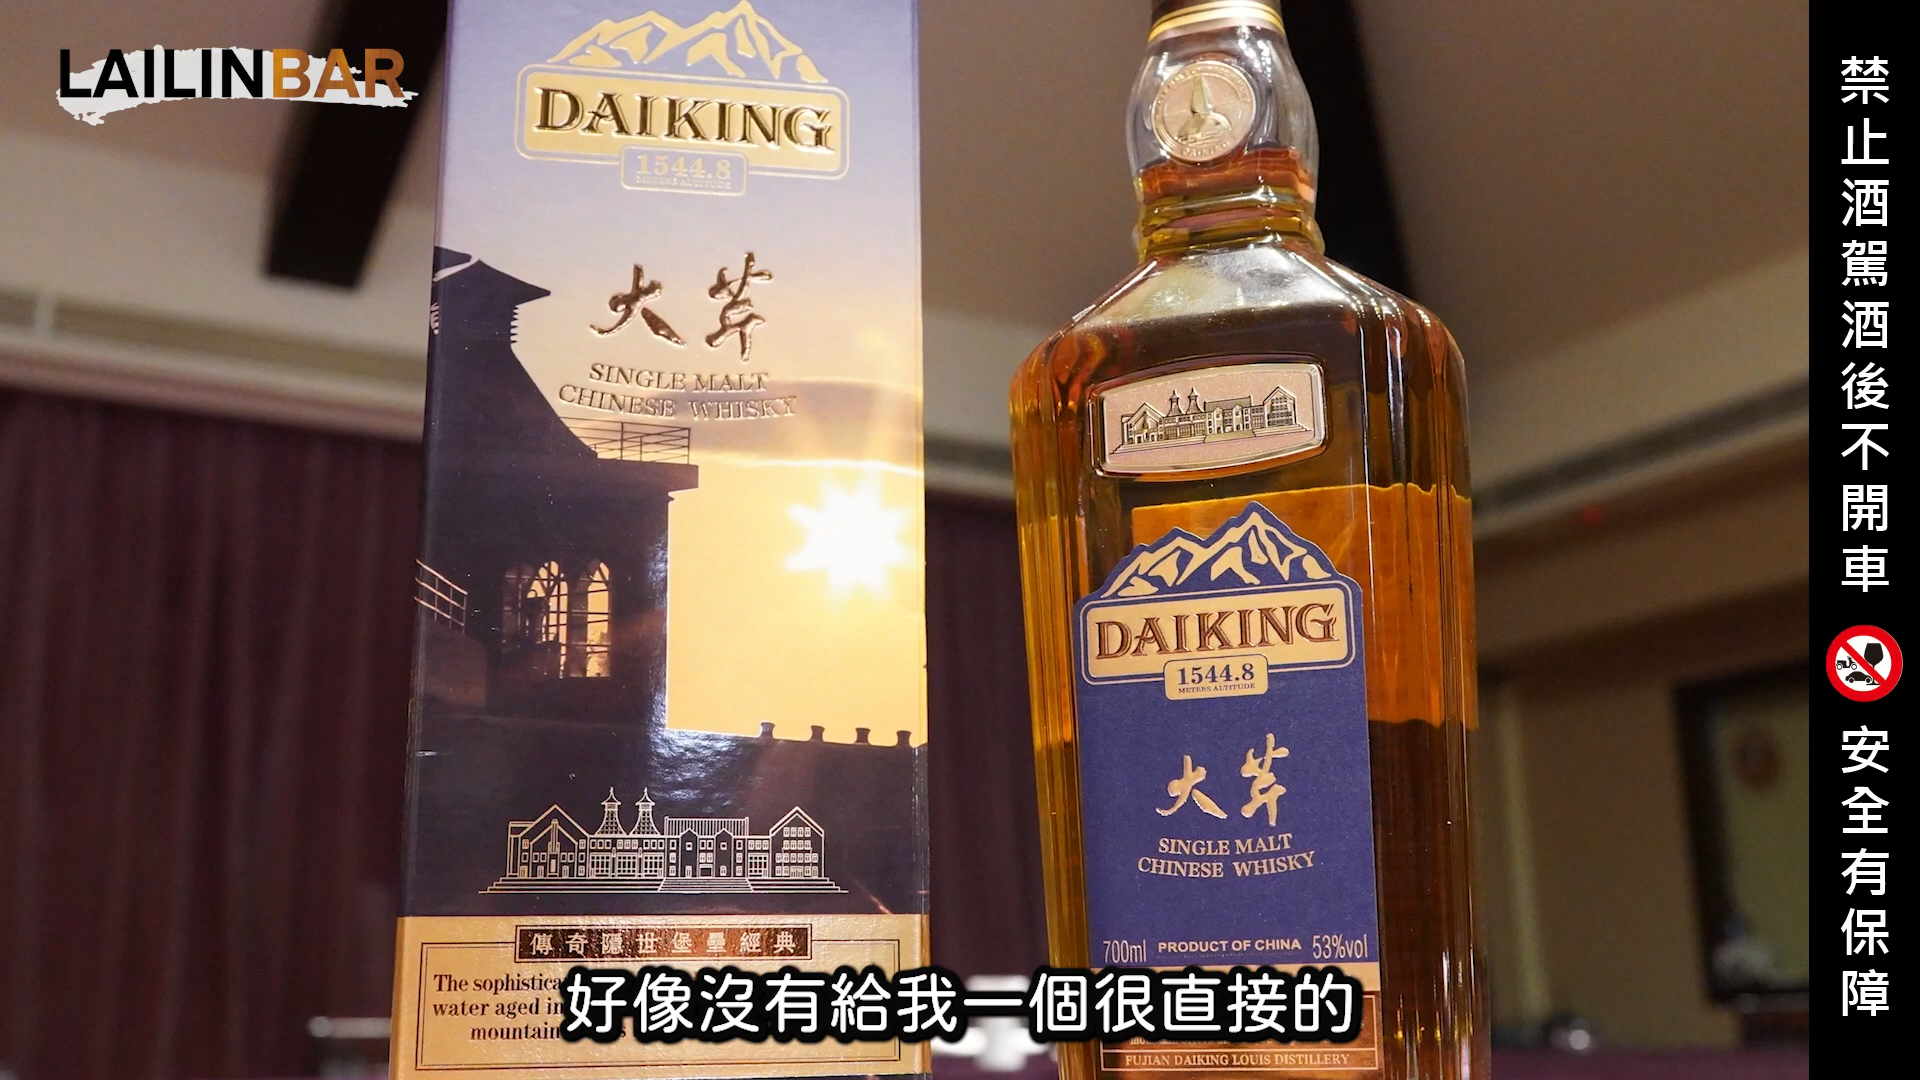 LAILINBAR
DAIKING
1544.8
METERS ALTITUDE
大芹
SINGLE MALT
CHINESE WHISKY
傳奇隱世堡壘經典
The sophistica
water aged in
mountain
DAIKING
1544.8
METERS ALTITUDE
大芹
SINGLE MALT
CHINESE WHISKY
700ml PRODUCT OF CHINA 53%vol
FUJIAN DAIKING LOUIS DISTILLERY
好像沒有給我一個很直接的
禁止酒駕酒後不開車
安全有保障